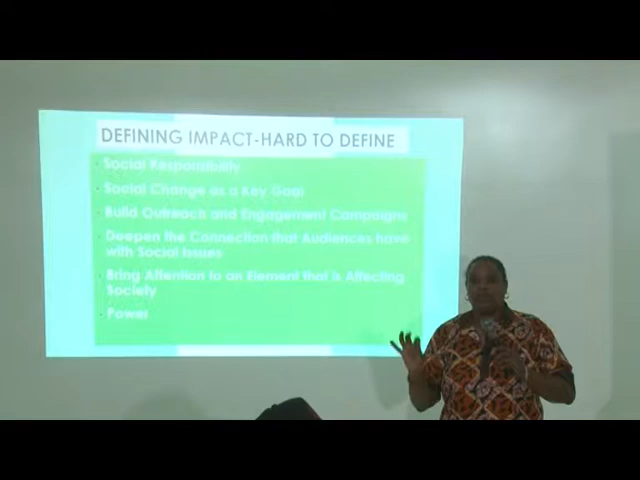 DEFINING IMPACT-HARD TO DEFINE
Social Responsibility
Social Change as a Key Goal
Build Outreach and Engagement Campaigns
Deepen the Connection that Audiences have
with Social Issues
Bring Attention to an Element that is Affecting
Society
Power